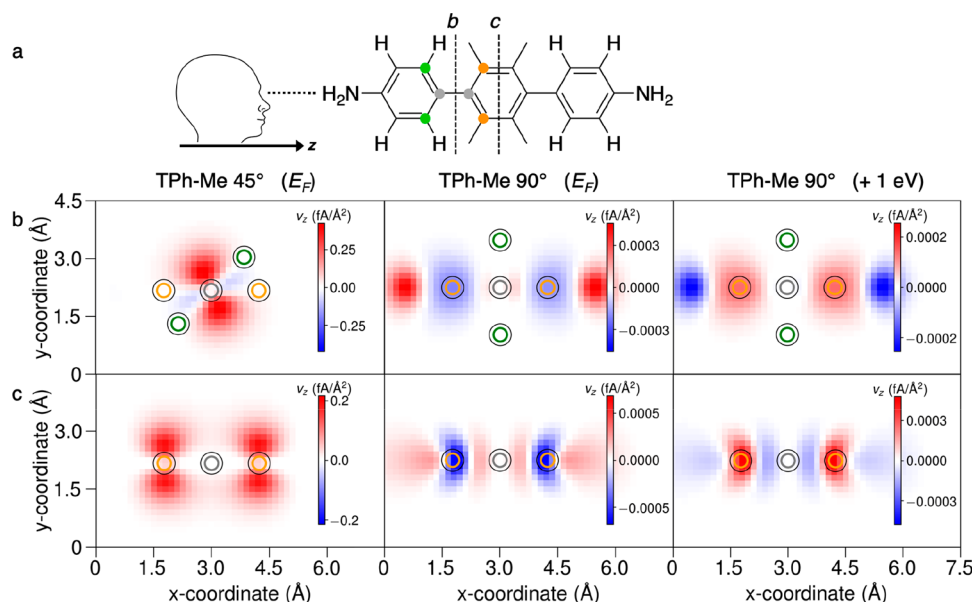 b c
a
H H H H
H₂N NH₂
z
H H H H
TPh-Me 45° (E_F) TPh-Me 90° (E_F) TPh-Me 90° (+ 1 eV)
b
y-coordinate (Å)
4.5
3.0
1.5
0
v_z (fA/Å²)
0.25
0.00
−0.25
v_z (fA/Å²)
0.0003
0.0000
−0.0003
v_z (fA/Å²)
0.0002
0.0000
−0.0002
c
y-coordinate (Å)
3.0
1.5
0
v_z (fA/Å²)
0.2
0.0
−0.2
v_z (fA/Å²)
0.0005
0.0000
−0.0005
v_z (fA/Å²)
0.0003
0.0000
−0.0003
0 1.5 3.0 4.5 6.0 0 1.5 3.0 4.5 6.0 0 1.5 3.0 4.5 6.0 7.5
x-coordinate (Å) x-coordinate (Å) x-coordinate (Å)